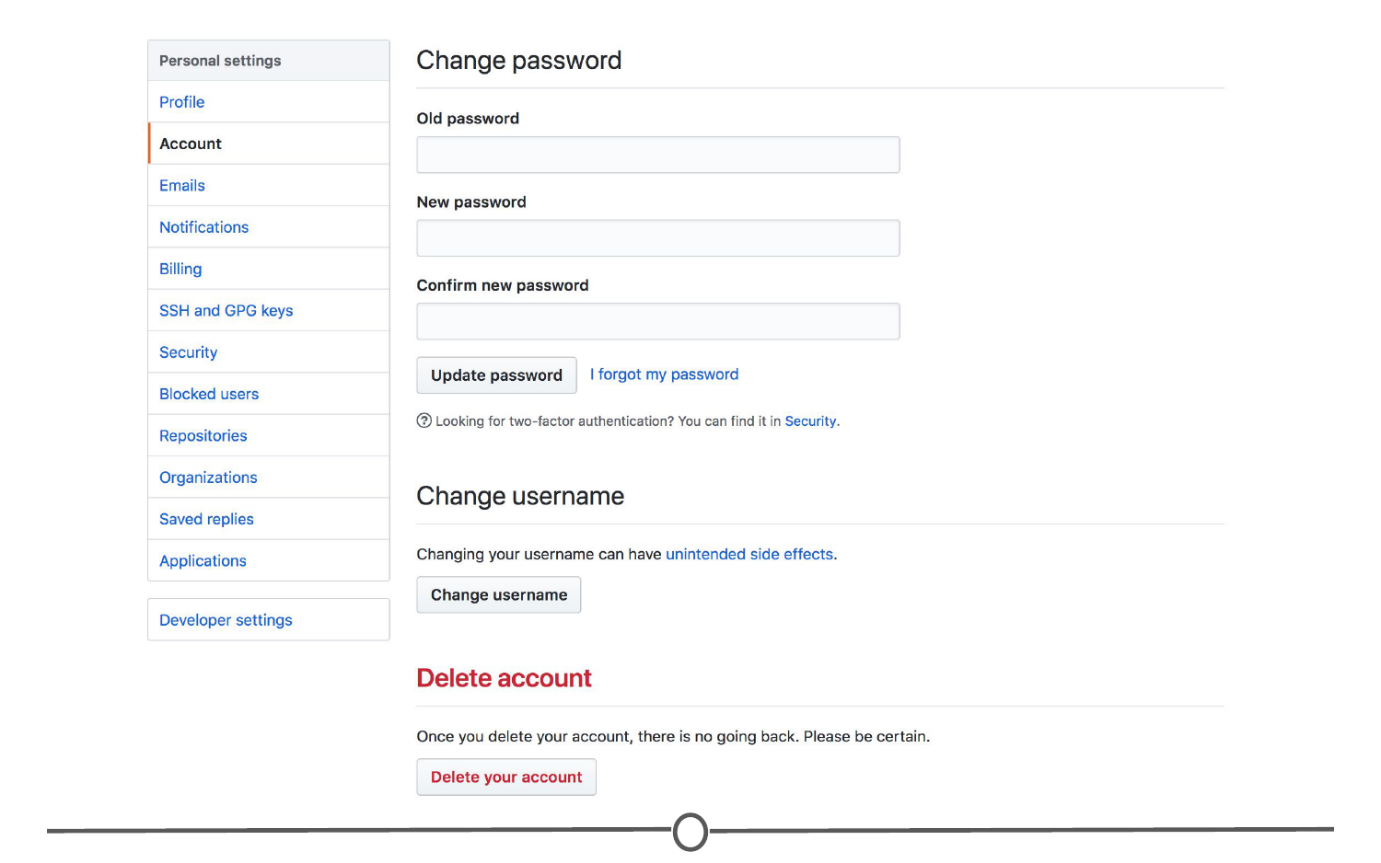 Personal settings
Profile
Account
Emails
Notifications
Billing
SSH and GPG keys
Security
Blocked users
Repositories
Organizations
Saved replies
Applications
Developer settings
Change password
Old password
New password
Confirm new password
Update password I forgot my password
Looking for two-factor authentication? You can find it in Security.
Change username
Changing your username can have unintended side effects.
Change username
Delete account
Once you delete your account, there is no going back. Please be certain.
Delete your account